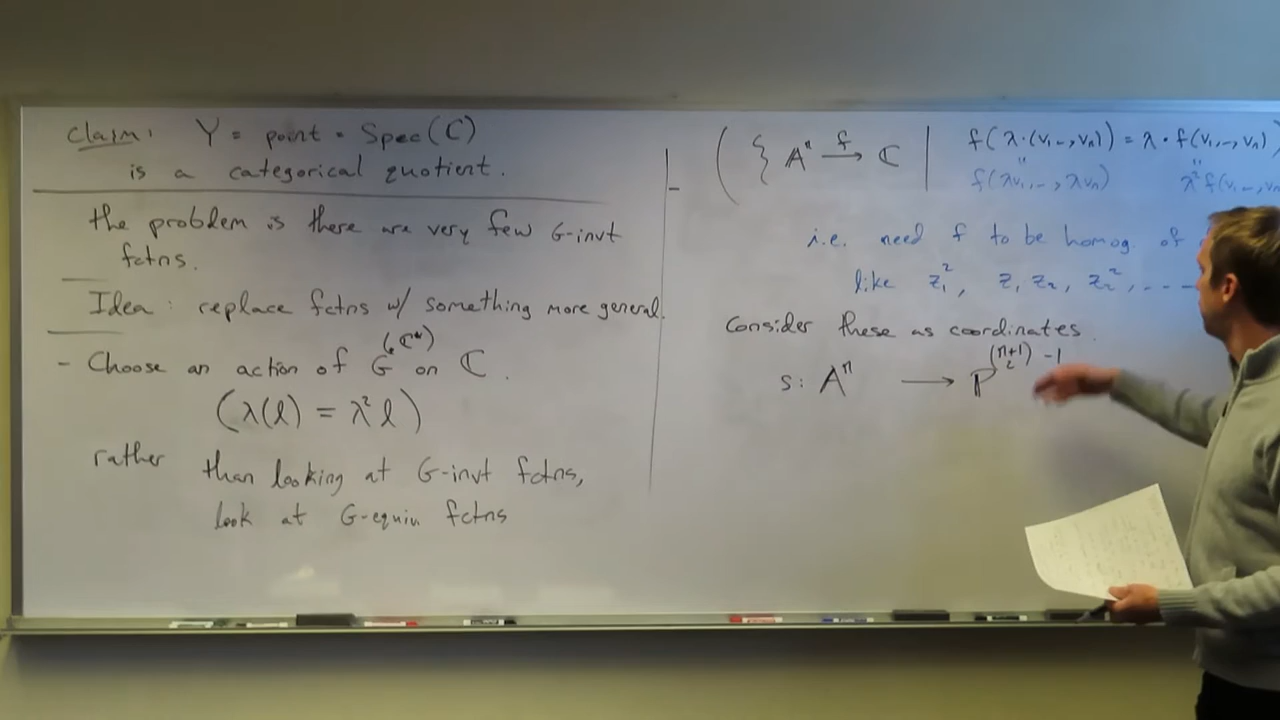 Claim: Y = point = Spec(ℂ)
is a categorical quotient.
the problem is there are very few G-invt
fctns.
Idea: replace fctns w/ something more general.
(ℂ*)
- Choose an action of G on ℂ.
(λ(l) = λ² l)
rather than looking at G-invt fctns,
look at G-equiv. fctns
- ( { 𝔸ⁿ →f ℂ | f(λ·(v₁,..,vₙ)) = λ·f(v₁,..,vₙ)
f(λv₁,..,λvₙ) λ²f(v₁,..,vₙ
i.e. need f to be homog. of
like z₁², z₁z₂, z₂², ...
Consider these as coordinates.
s: 𝔸ⁿ → ℙ^((n+1 2) -1)